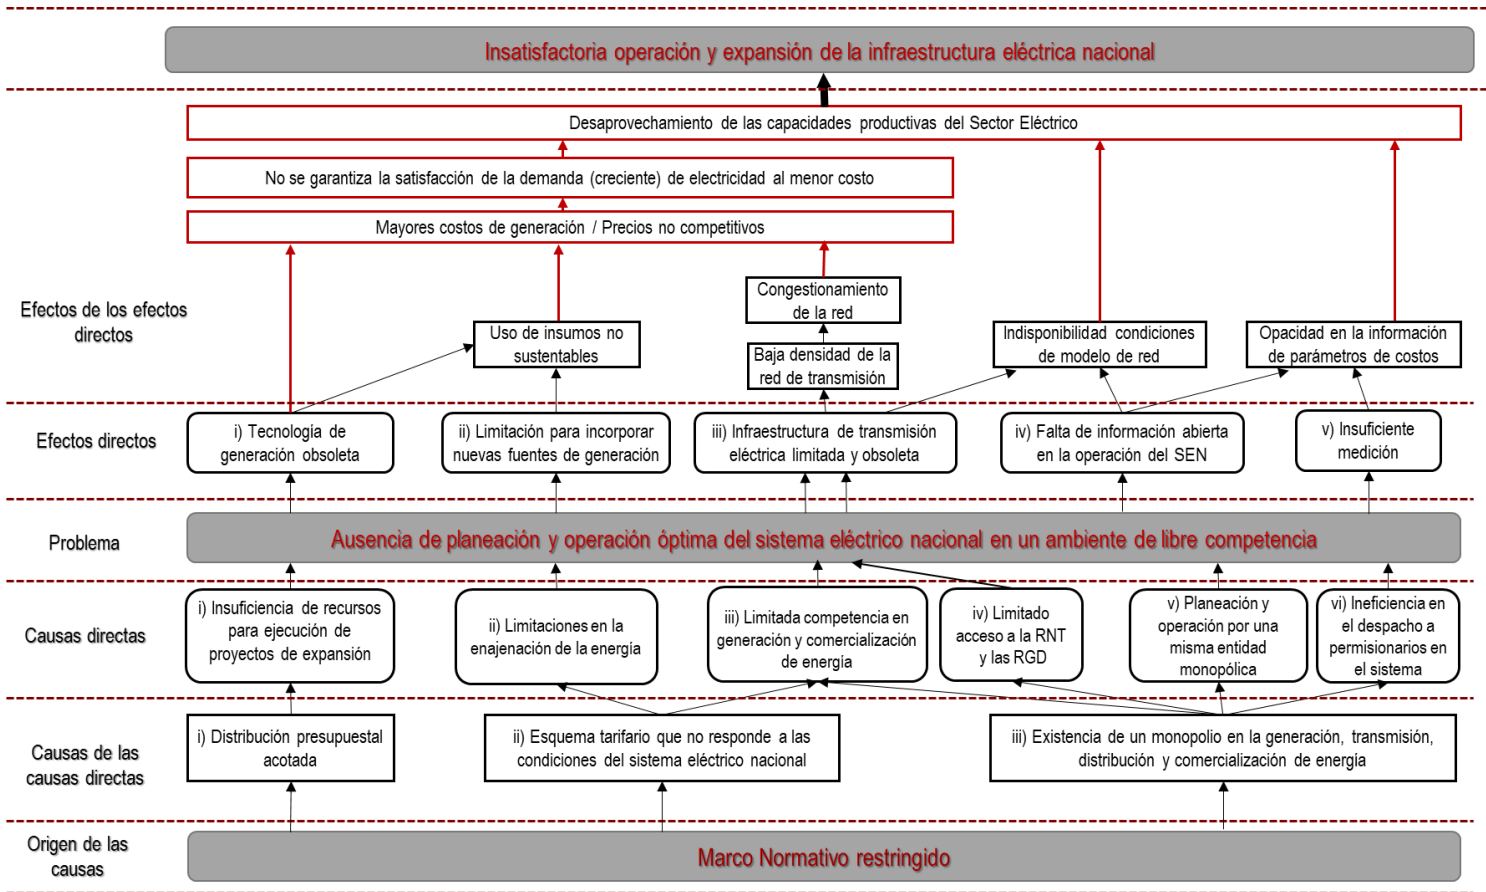 Insatisfactoria operación y expansión de la infraestructura eléctrica nacional
Desaprovechamiento de las capacidades productivas del Sector Eléctrico
No se garantiza la satisfacción de la demanda (creciente) de electricidad al menor costo
Mayores costos de generación / Precios no competitivos
Efectos de los efectos
directos
Uso de insumos no
sustentables
Congestionamiento
de la red
Baja densidad de la
red de transmisión
Indisponibilidad condiciones
de modelo de red
Opacidad en la información
de parámetros de costos
Efectos directos
i) Tecnología de
generación obsoleta
ii) Limitación para incorporar
nuevas fuentes de generación
iii) Infraestructura de transmisión
eléctrica limitada y obsoleta
iv) Falta de información abierta
en la operación del SEN
v) Insuficiente
medición
Problema
Ausencia de planeación y operación óptima del sistema eléctrico nacional en un ambiente de libre competencia
Causas directas
i) Insuficiencia de recursos
para ejecución de
proyectos de expansión
ii) Limitaciones en la
enajenación de la energía
iii) Limitada competencia en
generación y comercialización
de energía
iv) Limitado
acceso a la RNT
y las RGD
v) Planeación y
operación por una
misma entidad
monopólica
vi) Ineficiencia en
el despacho a
permisionarios en
el sistema
Causas de las
causas directas
i) Distribución presupuestal
acotada
ii) Esquema tarifario que no responde a las
condiciones del sistema eléctrico nacional
iii) Existencia de un monopolio en la generación, transmisión,
distribución y comercialización de energía
Origen de las
causas
Marco Normativo restringido